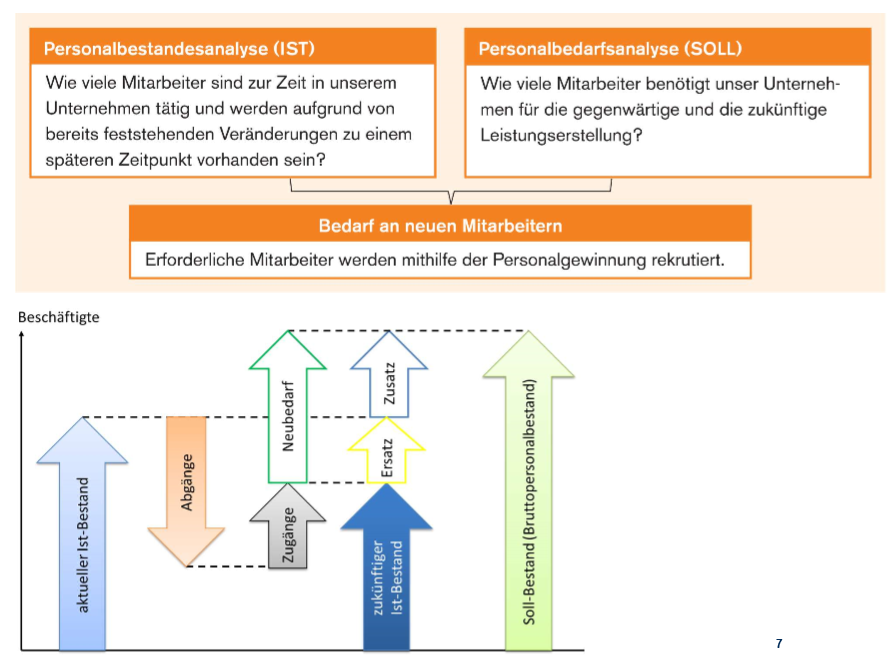 Personalbestandesanalyse (IST)
Wie viele Mitarbeiter sind zur Zeit in unserem
Unternehmen tätig und werden aufgrund von
bereits feststehenden Veränderungen zu einem
späteren Zeitpunkt vorhanden sein?
Personalbedarfsanalyse (SOLL)
Wie viele Mitarbeiter benötigt unser Unterneh-
men für die gegenwärtige und die zukünftige
Leistungserstellung?
Bedarf an neuen Mitarbeitern
Erforderliche Mitarbeiter werden mithilfe der Personalgewinnung rekrutiert.
Beschäftigte
aktueller Ist-Bestand
Abgänge
Neubedarf
Zugänge
Zusatz
Ersatz
zukünftiger
Ist-Bestand
Soll-Bestand (Bruttopersonalbestand)
7